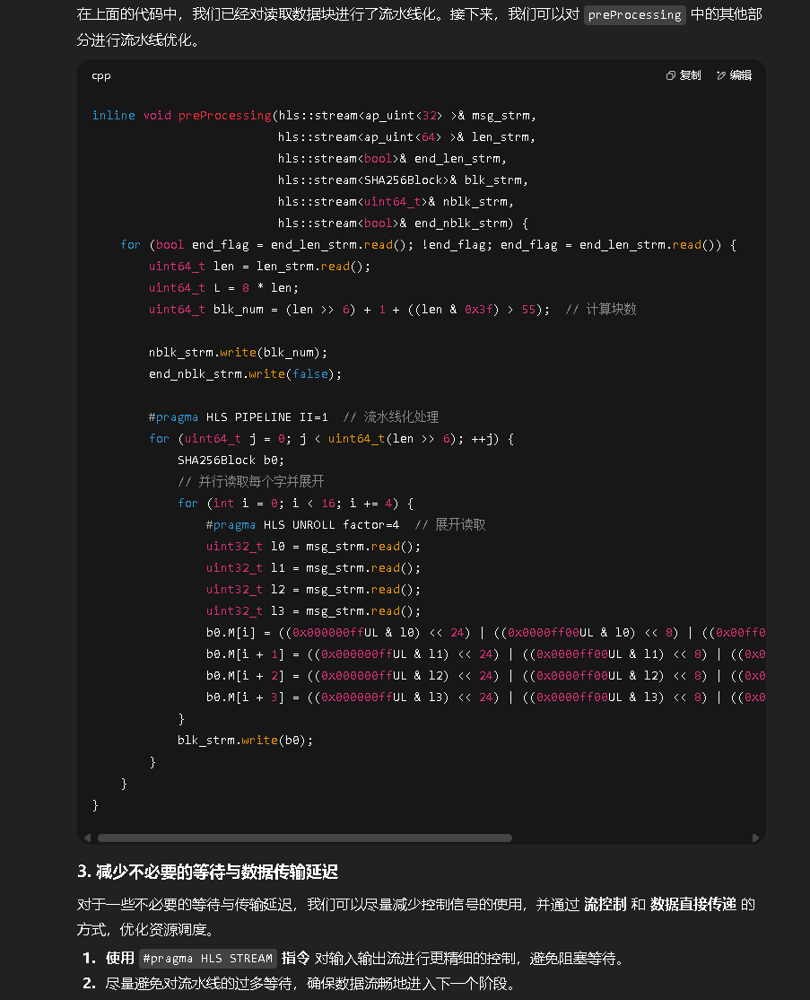 在上面的代码中，我们已经对读取数据块进行了流水线化。接下来，我们可以对 preProcessing 中的其他部
分进行流水线优化。
cpp 复制 编辑
inline void preProcessing(hls::stream<ap_uint<32> >& msg_strm,
hls::stream<ap_uint<64> >& len_strm,
hls::stream<bool>& end_len_strm,
hls::stream<SHA256Block>& blk_strm,
hls::stream<uint64_t>& nblk_strm,
hls::stream<bool>& end_nblk_strm) {
for (bool end_flag = end_len_strm.read(); !end_flag; end_flag = end_len_strm.read()) {
uint64_t len = len_strm.read();
uint64_t L = 8 * len;
uint64_t blk_num = (len >> 6) + 1 + ((len & 0x3f) > 55);  // 计算块数
nblk_strm.write(blk_num);
end_nblk_strm.write(false);
#pragma HLS PIPELINE II=1  // 流水线化处理
for (uint64_t j = 0; j < uint64_t(len >> 6); ++j) {
SHA256Block b0;
// 并行读取每个字并展开
for (int i = 0; i < 16; i += 4) {
#pragma HLS UNROLL factor=4  // 展开读取
uint32_t l0 = msg_strm.read();
uint32_t l1 = msg_strm.read();
uint32_t l2 = msg_strm.read();
uint32_t l3 = msg_strm.read();
b0.M[i] = ((0x000000ffUL & l0) << 24) | ((0x0000ff00UL & l0) << 8) | ((0x00ff0
b0.M[i + 1] = ((0x000000ffUL & l1) << 24) | ((0x0000ff00UL & l1) << 8) | ((0x0
b0.M[i + 2] = ((0x000000ffUL & l2) << 24) | ((0x0000ff00UL & l2) << 8) | ((0x0
b0.M[i + 3] = ((0x000000ffUL & l3) << 24) | ((0x0000ff00UL & l3) << 8) | ((0x0
}
blk_strm.write(b0);
}
}
}
3. 减少不必要的等待与数据传输延迟
对于一些不必要的等待与传输延迟，我们可以尽量减少控制信号的使用，并通过 流控制 和 数据直接传递 的
方式，优化资源调度。
1. 使用 #pragma HLS STREAM 指令 对输入输出流进行更精细的控制，避免阻塞等待。
2. 尽量避免对流水线的过多等待，确保数据流畅地进入下一个阶段。